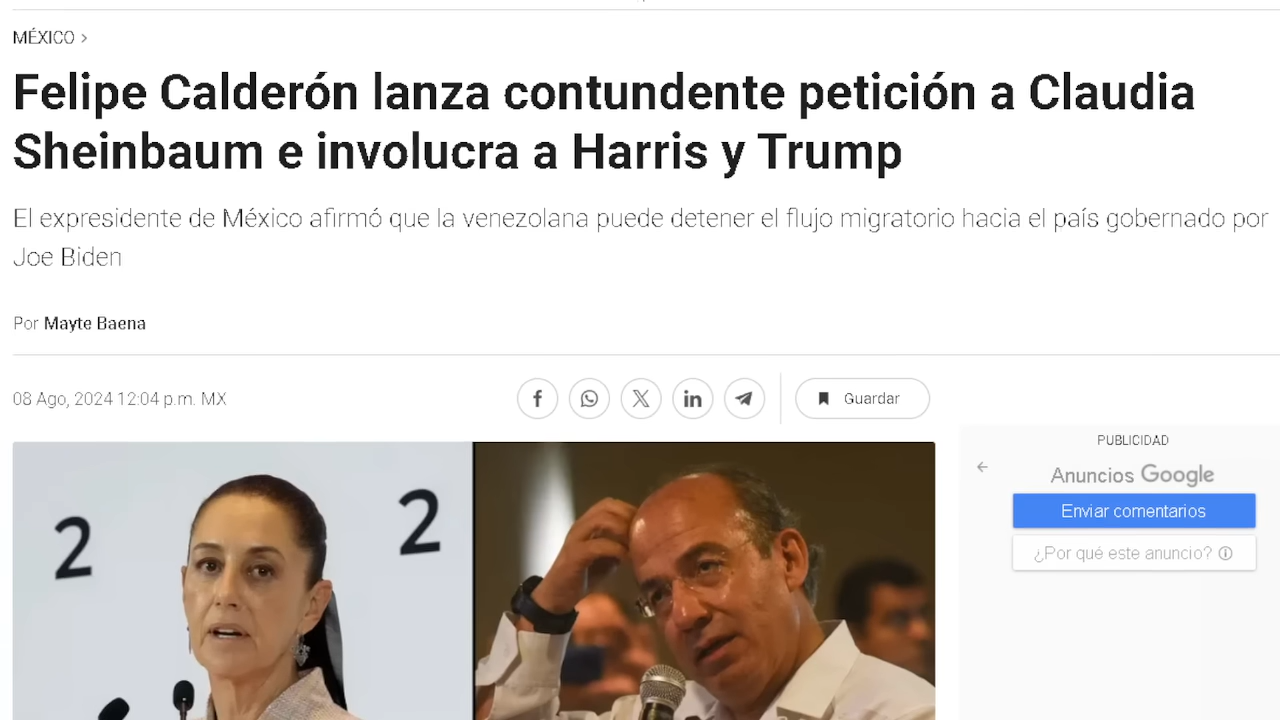 MÉXICO >
Felipe Calderón lanza contundente petición a Claudia
Sheinbaum e involucra a Harris y Trump
El expresidente de México afirmó que la venezolana puede detener el flujo migratorio hacia el país gobernado por
Joe Biden
Por Mayte Baena
08 Ago, 2024 12:04 p.m. MX
Guardar
PUBLICIDAD
Anuncios Google
Enviar comentarios
¿Por qué este anuncio?
2
2